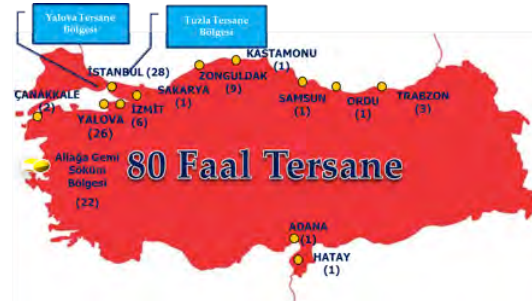 Yalova Tersane
Bölgesi
Tuzla Tersane
Bölgesi
KASTAMONU
(1)
İSTANBUL (28)
ZONGULDAK
(9)
SAKARYA
(1)
ÇANAKKALE
(2)
İZMİT
(6)
YALOVA
(26)
SAMSUN
(1)
ORDU
(1)
TRABZON
(3)
Aliağa Gemi
Söküm
Bölgesi
(22)
80 Faal Tersane
ADANA
(1)
HATAY
(1)